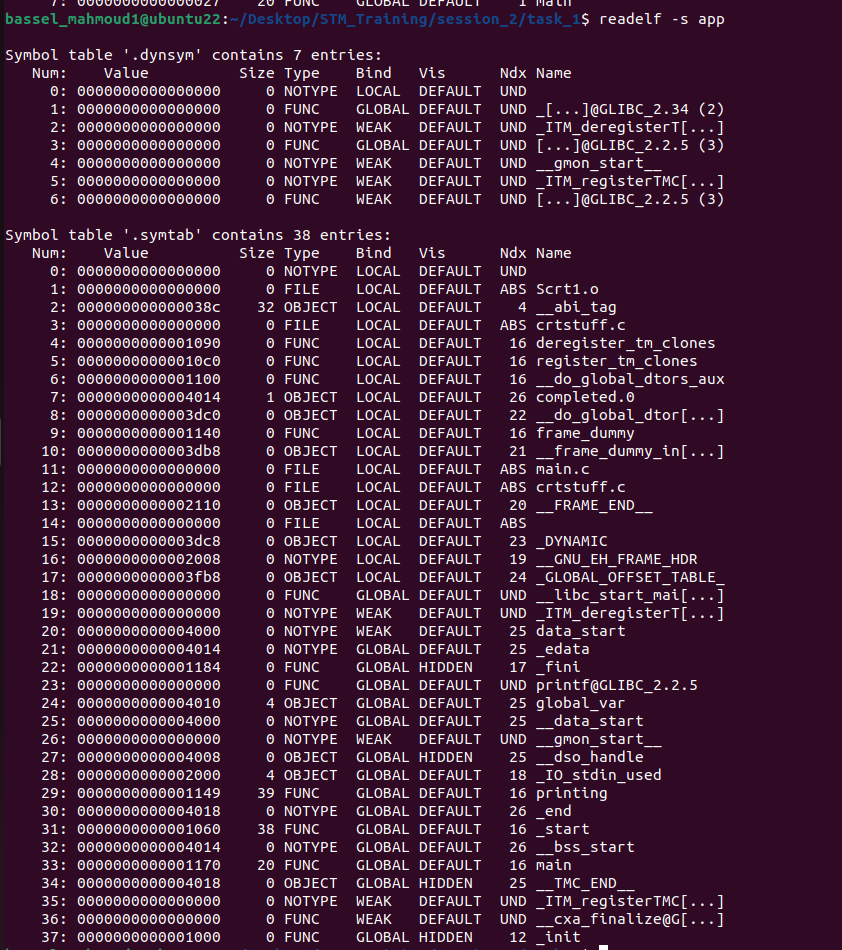 7: 0000000000000027 20 FUNC GLOBAL DEFAULT 1 main
bassel_mahmoud1@ubuntu22:~/Desktop/STM_Training/session_2/task_1$ readelf -s app
Symbol table '.dynsym' contains 7 entries:
Num: Value Size Type Bind Vis Ndx Name
0: 0000000000000000 0 NOTYPE LOCAL DEFAULT UND
1: 0000000000000000 0 FUNC GLOBAL DEFAULT UND _[...]@GLIBC_2.34 (2)
2: 0000000000000000 0 NOTYPE WEAK DEFAULT UND _ITM_deregisterT[...]
3: 0000000000000000 0 FUNC GLOBAL DEFAULT UND [...]@GLIBC_2.2.5 (3)
4: 0000000000000000 0 NOTYPE WEAK DEFAULT UND __gmon_start__
5: 0000000000000000 0 NOTYPE WEAK DEFAULT UND _ITM_registerTMC[...]
6: 0000000000000000 0 FUNC WEAK DEFAULT UND [...]@GLIBC_2.2.5 (3)
Symbol table '.symtab' contains 38 entries:
Num: Value Size Type Bind Vis Ndx Name
0: 0000000000000000 0 NOTYPE LOCAL DEFAULT UND
1: 0000000000000000 0 FILE LOCAL DEFAULT ABS Scrt1.o
2: 000000000000038c 32 OBJECT LOCAL DEFAULT 4 __abi_tag
3: 0000000000000000 0 FILE LOCAL DEFAULT ABS crtstuff.c
4: 0000000000001090 0 FUNC LOCAL DEFAULT 16 deregister_tm_clones
5: 00000000000010c0 0 FUNC LOCAL DEFAULT 16 register_tm_clones
6: 0000000000001100 0 FUNC LOCAL DEFAULT 16 __do_global_dtors_aux
7: 0000000000004014 1 OBJECT LOCAL DEFAULT 26 completed.0
8: 0000000000003dc0 0 OBJECT LOCAL DEFAULT 22 __do_global_dtor[...]
9: 0000000000001140 0 FUNC LOCAL DEFAULT 16 frame_dummy
10: 0000000000003db8 0 OBJECT LOCAL DEFAULT 21 __frame_dummy_in[...]
11: 0000000000000000 0 FILE LOCAL DEFAULT ABS main.c
12: 0000000000000000 0 FILE LOCAL DEFAULT ABS crtstuff.c
13: 0000000000002110 0 OBJECT LOCAL DEFAULT 20 __FRAME_END__
14: 0000000000000000 0 FILE LOCAL DEFAULT ABS
15: 0000000000003dc8 0 OBJECT LOCAL DEFAULT 23 _DYNAMIC
16: 0000000000002008 0 NOTYPE LOCAL DEFAULT 19 __GNU_EH_FRAME_HDR
17: 0000000000003fb8 0 OBJECT LOCAL DEFAULT 24 _GLOBAL_OFFSET_TABLE_
18: 0000000000000000 0 FUNC GLOBAL DEFAULT UND __libc_start_mai[...]
19: 0000000000000000 0 NOTYPE WEAK DEFAULT UND _ITM_deregisterT[...]
20: 0000000000004000 0 NOTYPE WEAK DEFAULT 25 data_start
21: 0000000000004014 0 NOTYPE GLOBAL DEFAULT 25 _edata
22: 0000000000001184 0 FUNC GLOBAL HIDDEN 17 _fini
23: 0000000000000000 0 FUNC GLOBAL DEFAULT UND printf@GLIBC_2.2.5
24: 0000000000004010 4 OBJECT GLOBAL DEFAULT 25 global_var
25: 0000000000004000 0 NOTYPE GLOBAL DEFAULT 25 __data_start
26: 0000000000000000 0 NOTYPE WEAK DEFAULT UND __gmon_start__
27: 0000000000004008 0 OBJECT GLOBAL HIDDEN 25 __dso_handle
28: 0000000000002000 4 OBJECT GLOBAL DEFAULT 18 _IO_stdin_used
29: 0000000000001149 39 FUNC GLOBAL DEFAULT 16 printing
30: 0000000000004018 0 NOTYPE GLOBAL DEFAULT 26 _end
31: 0000000000001060 38 FUNC GLOBAL DEFAULT 16 _start
32: 0000000000004014 0 NOTYPE GLOBAL DEFAULT 26 __bss_start
33: 0000000000001170 20 FUNC GLOBAL DEFAULT 16 main
34: 0000000000004018 0 OBJECT GLOBAL HIDDEN 25 __TMC_END__
35: 0000000000000000 0 NOTYPE WEAK DEFAULT UND _ITM_registerTMC[...]
36: 0000000000000000 0 FUNC WEAK DEFAULT UND __cxa_finalize@G[...]
37: 0000000000001000 0 FUNC GLOBAL HIDDEN 12 _init